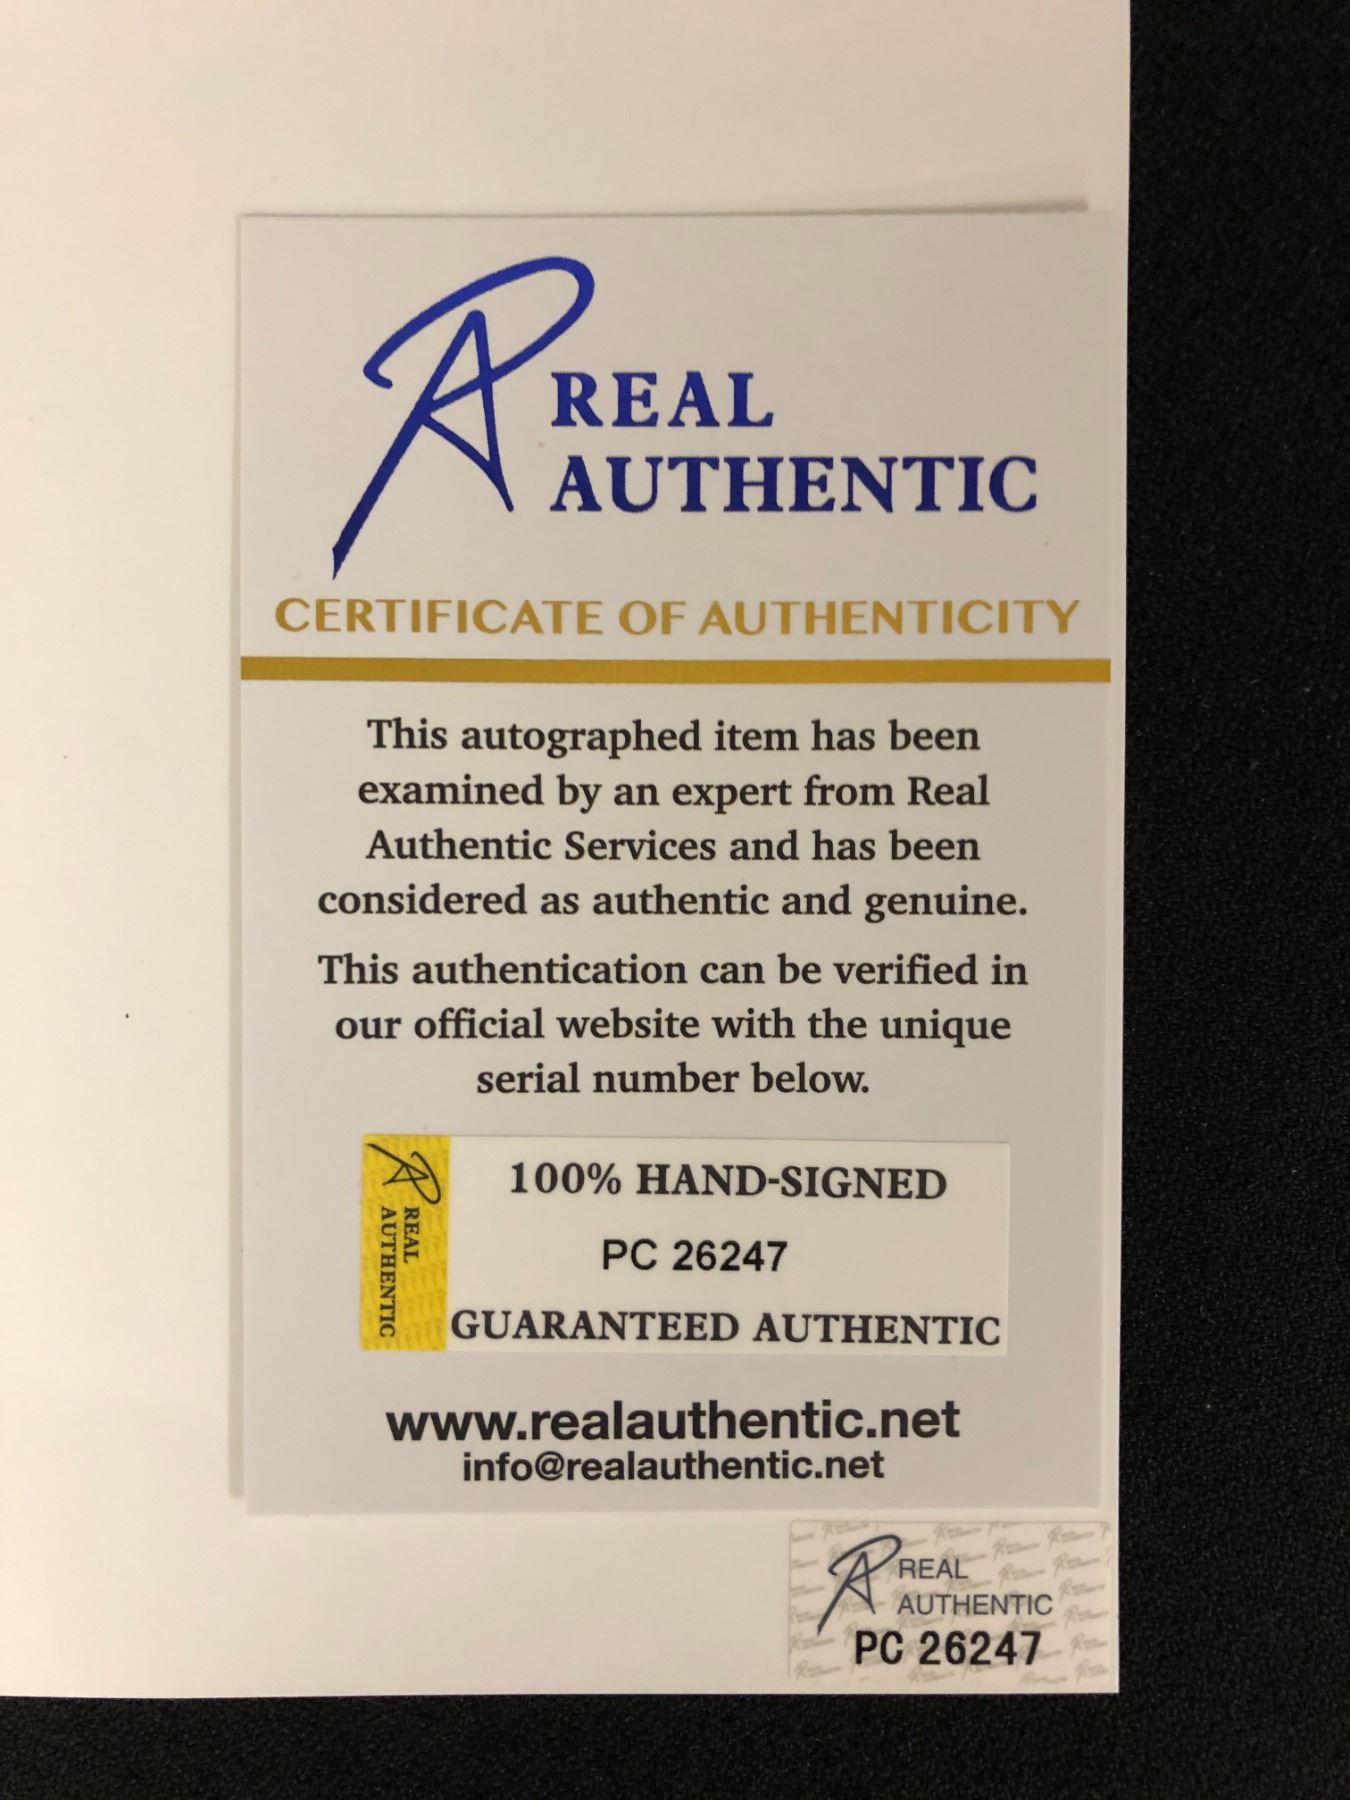 REAL
AUTHENTIC
CERTIFICATE OF AUTHENTICITY
This autographed item has been
examined by an expert from Real
Authentic Services and has been
considered as authentic and genuine.
This authentication can be verified in
our official website with the unique
serial number below.
REAL
AUTHENTIC
100% HAND-SIGNED
PC 26247
GUARANTEED AUTHENTIC
www.realauthentic.net
info@realauthentic.net
REAL
AUTHENTIC
PC 26247